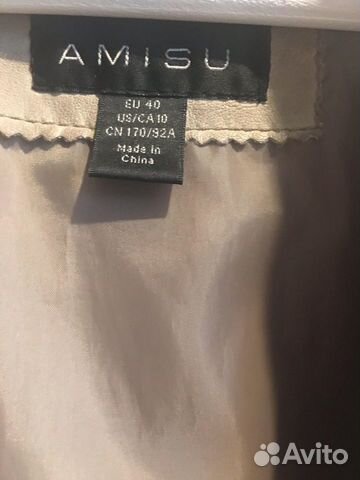 AMISU
EU 40
US/CA 10
CN 170/92A
Made in
China
Avito